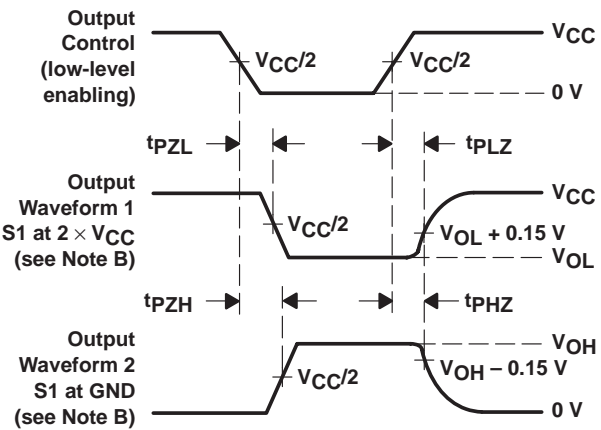 Output
Control
(low-level
enabling)
VCC/2
VCC/2
VCC
0 V
tPZL
tPLZ
Output
Waveform 1
S1 at 2 × VCC
(see Note B)
VCC/2
VCC
VOL + 0.15 V
VOL
tPZH
tPHZ
Output
Waveform 2
S1 at GND
(see Note B)
VCC/2
VOH
VOH − 0.15 V
0 V